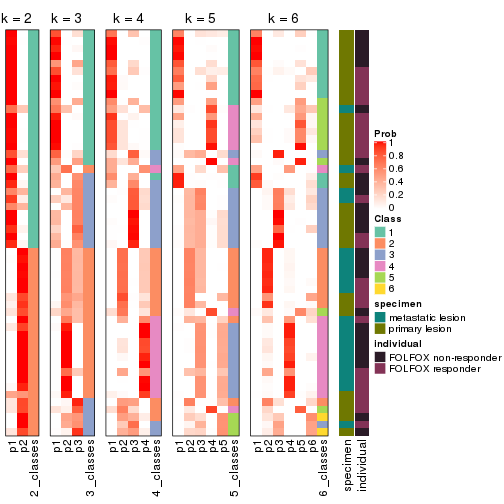 k = 2
k = 3
k = 4
k = 5
k = 6
Prob
1
0.8
0.6
0.4
0.2
0
Class
1
2
3
4
5
6
specimen
metastatic lesion
primary lesion
individual
FOLFOX non-responder
FOLFOX responder
p1
p2
2_classes
p1
p2
p3
3_classes
p1
p2
p3
p4
4_classes
p1
p2
p3
p4
p5
5_classes
p1
p2
p3
p4
p5
p6
6_classes
specimen
individual